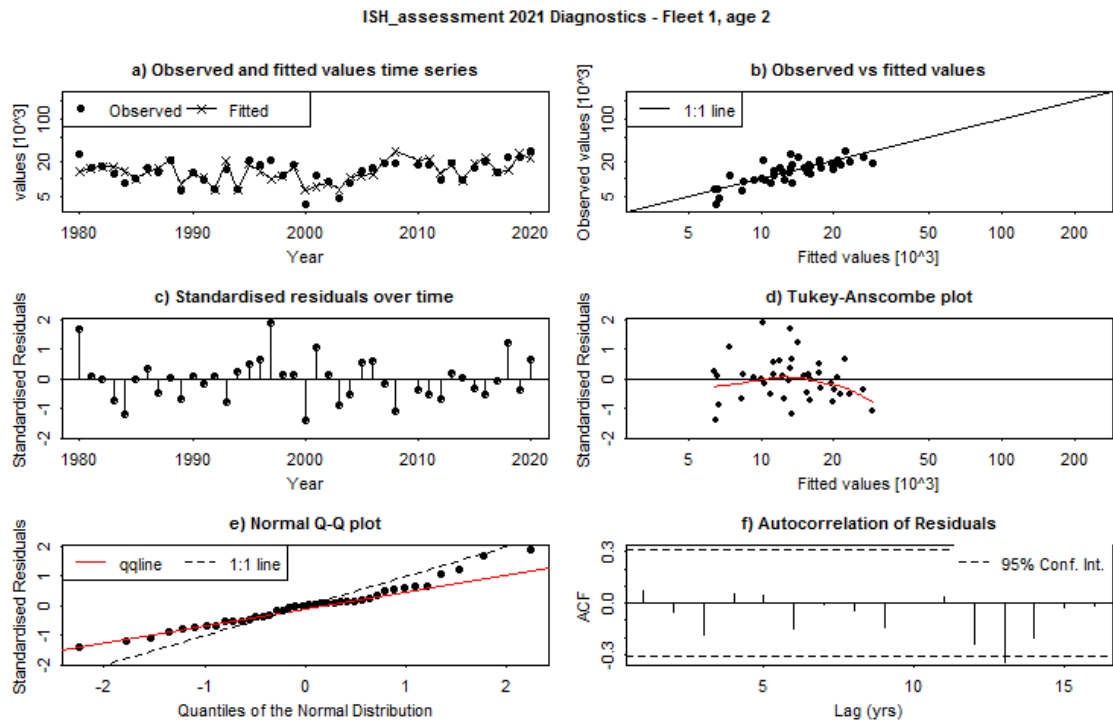 ISH_assessment 2021 Diagnostics - Fleet 1, age 2
a) Observed and fitted values time series
values [10^3]
100
20
5
Observed
Fitted
1980 1990 2000 2010 2020
Year
b) Observed vs fitted values
Observed values [10^3]
100
20
5
1:1 line
5 10 20 50 100 200
Fitted values [10^3]
c) Standardised residuals over time
Standardised Residuals
2
1
0
-1
-2
1980 1990 2000 2010 2020
Year
d) Tukey-Anscombe plot
Standardised Residuals
2
1
0
-1
-2
5 10 20 50 100 200
Fitted values [10^3]
e) Normal Q-Q plot
Standardised Residuals
2
1
0
-1
-2
qqline
1:1 line
-2 -1 0 1 2
Quantiles of the Normal Distribution
f) Autocorrelation of Residuals
ACF
0.3
0.0
-0.3
95% Conf. Int.
5 10 15
Lag (yrs)